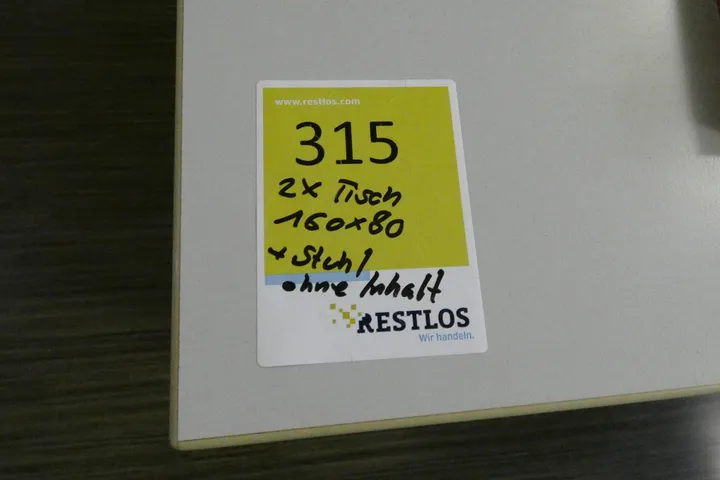 www.restlos.com
315
2x Tisch
160x80
+ Stuhl
ohne Inhalt
RESTLOS
Wir handeln.